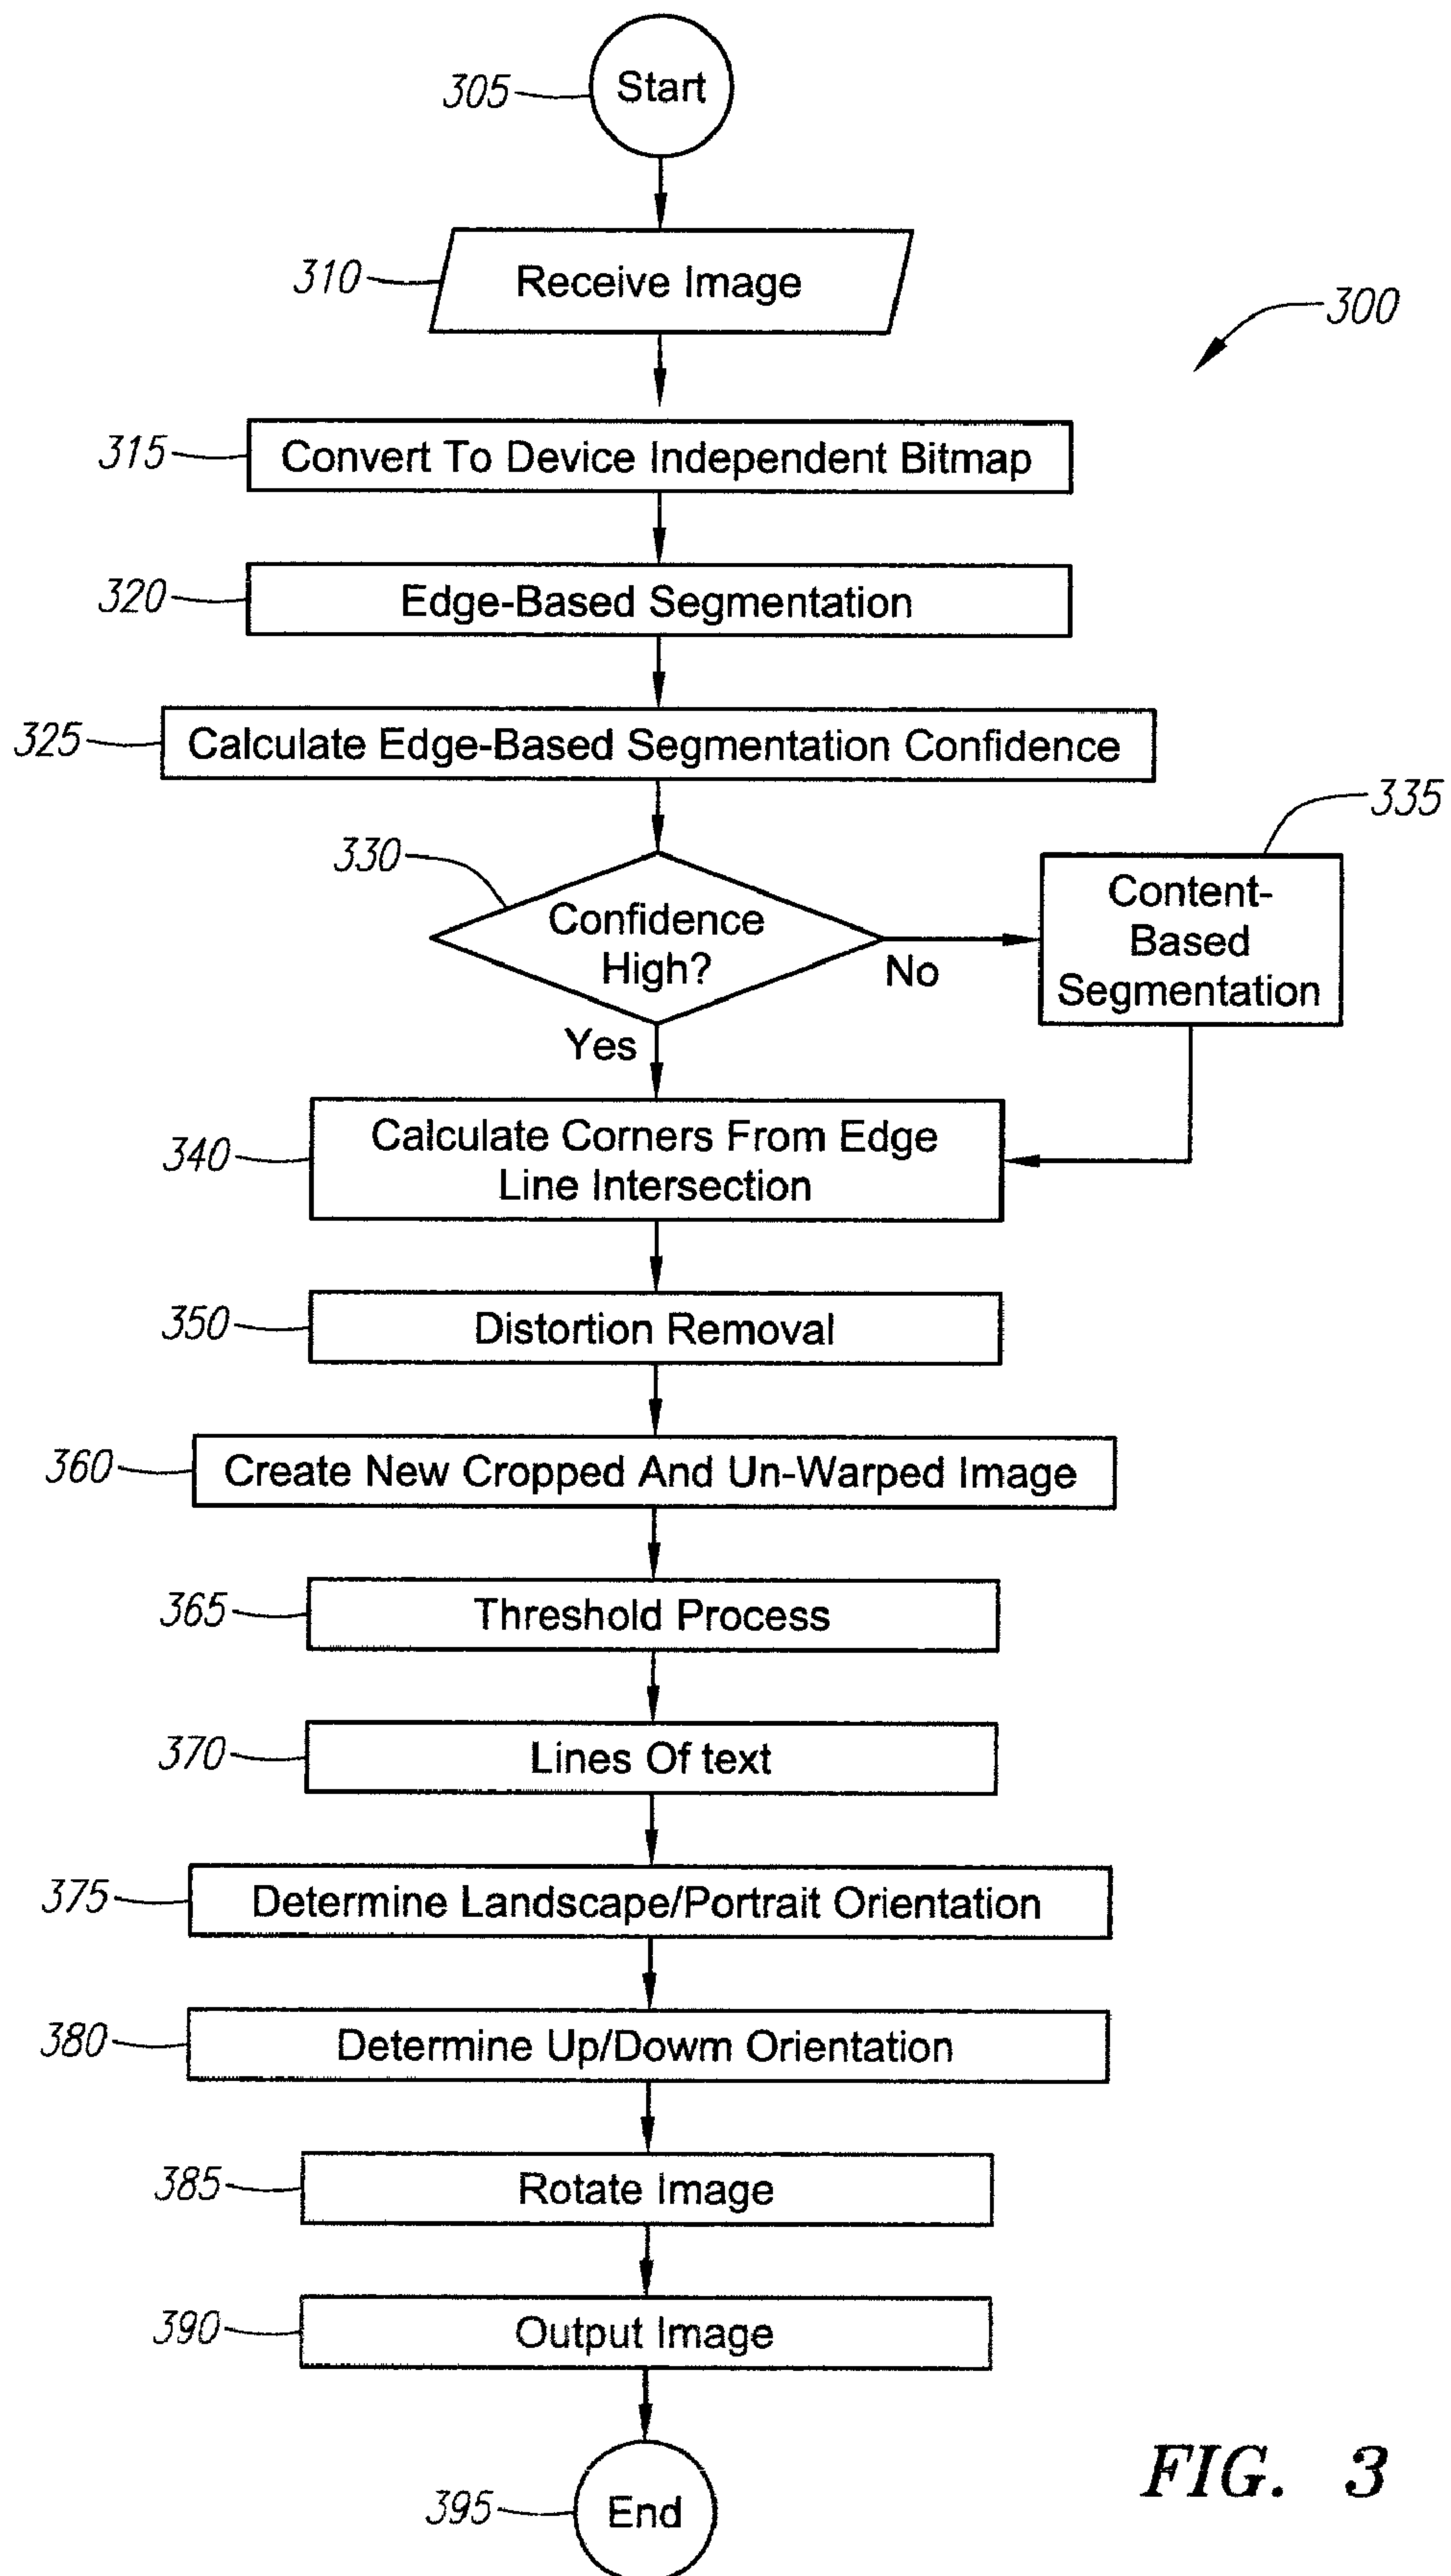 305
Start
310
Receive Image
300
315
Convert To Device Independent Bitmap
320
Edge-Based Segmentation
325
Calculate Edge-Based Segmentation Confidence
335
330
Confidence
High?
No
Content-
Based
Segmentation
Yes
340
Calculate Corners From Edge
Line Intersection
350
Distortion Removal
360
Create New Cropped And Un-Warped Image
365
Threshold Process
370
Lines Of text
375
Determine Landscape/Portrait Orientation
380
Determine Up/Dowm Orientation
385
Rotate Image
390
Output Image
395
End
FIG. 3